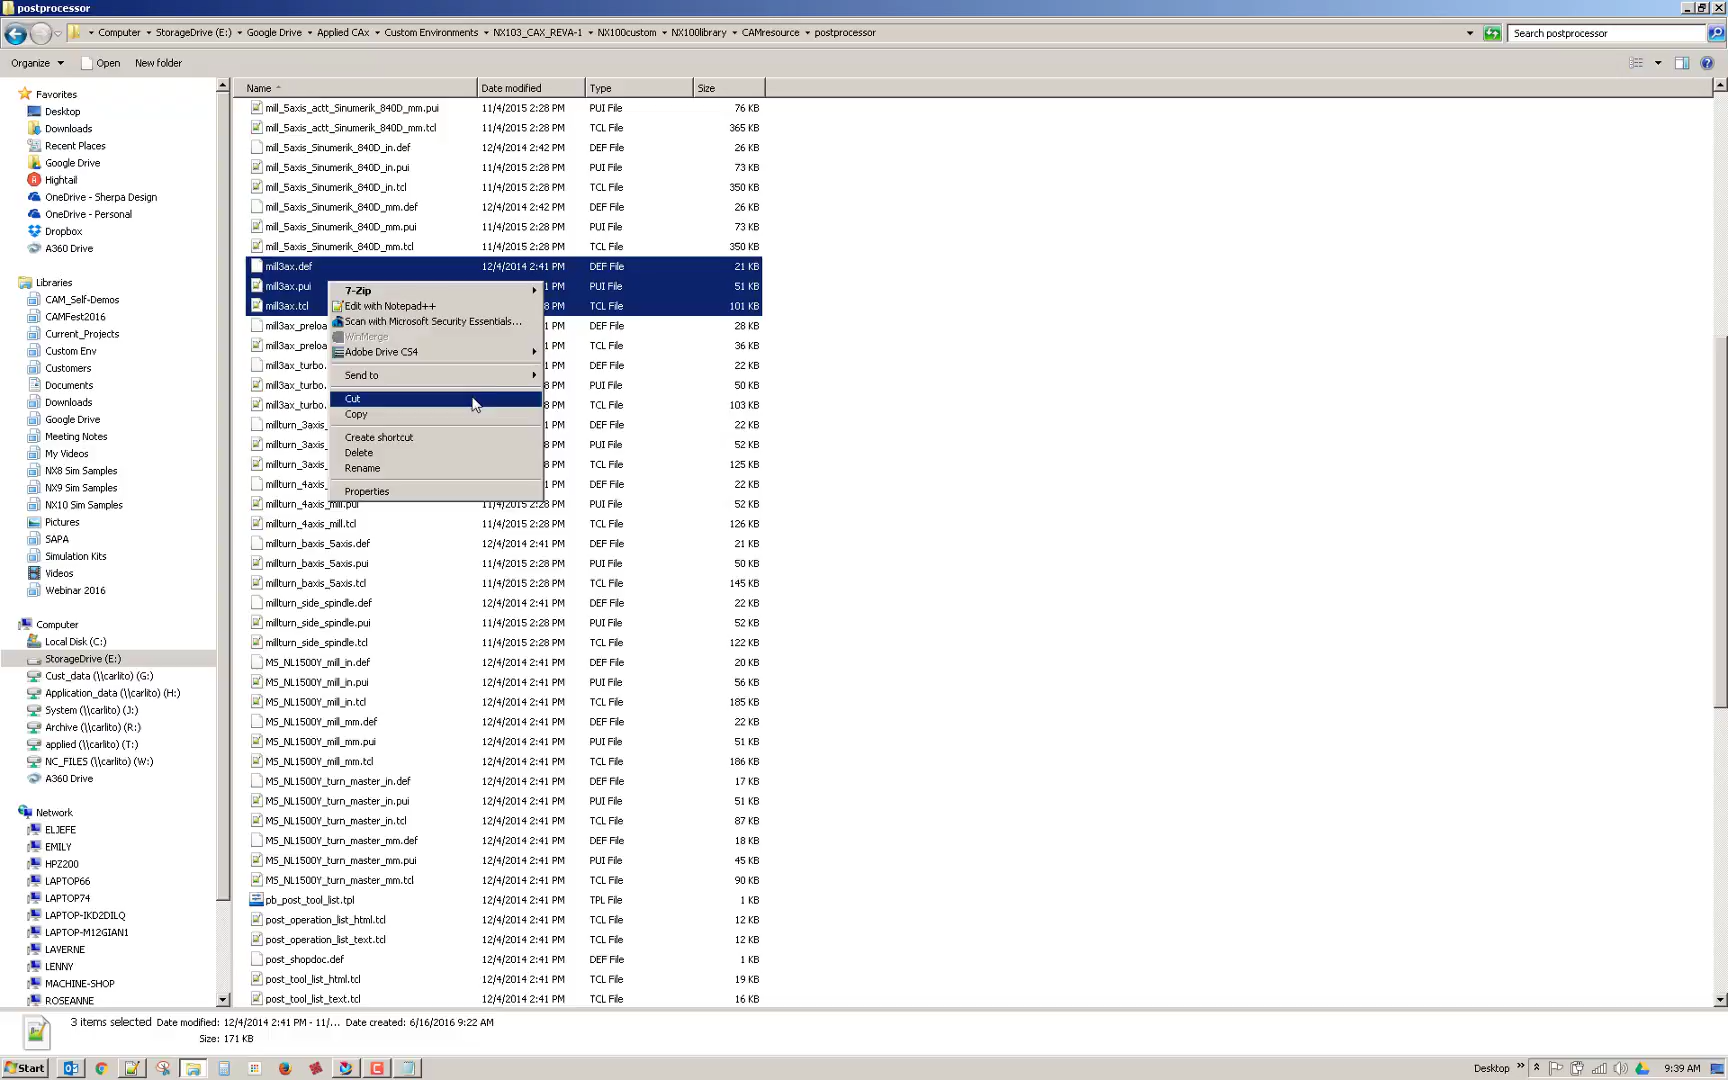 postprocessor
Computer StorageDrive (E:) Google Drive Applied CAx Custom Environments NX103_CAX_REVA-1 NX100custom NX100library CAMresource postprocessor Search postprocessor
Organize Open New folder
Name Date modified Type Size
Favorites
Desktop
Downloads
Recent Places
Google Drive
Hightail
OneDrive - Sherpa Design
OneDrive - Personal
Dropbox
A360 Drive
Libraries
CAM_Self-Demos
CAMFest2016
Current_Projects
Custom Env
Customers
Documents
Downloads
Google Drive
Meeting Notes
My Videos
NX8 Sim Samples
NX9 Sim Samples
NX10 Sim Samples
Pictures
SAPA
Simulation Kits
Videos
Webinar 2016
Computer
Local Disk (C:)
StorageDrive (E:)
Cust_data (\\carlito) (G:)
Application_data (\\carlito) (H:)
System (\\carlito) (J:)
Archive (\\carlito) (R:)
applied (\\carlito) (T:)
NC_FILES (\\carlito) (W:)
A360 Drive
Network
ELJEFE
EMILY
HPZ200
LAPTOP66
LAPTOP74
LAPTOP-IKD2DILQ
LAPTOP-M12GIAN1
LAVERNE
LENNY
MACHINE-SHOP
ROSEANNE
mill_5axis_actt_Sinumerik_840D_mm.pui 11/4/2015 2:28 PM PUI File 76 KB
mill_5axis_actt_Sinumerik_840D_mm.tcl 11/4/2015 2:28 PM TCL File 365 KB
mill_5axis_Sinumerik_840D_in.def 12/4/2014 2:42 PM DEF File 26 KB
mill_5axis_Sinumerik_840D_in.pui 11/4/2015 2:28 PM PUI File 73 KB
mill_5axis_Sinumerik_840D_in.tcl 11/4/2015 2:28 PM TCL File 350 KB
mill_5axis_Sinumerik_840D_mm.def 12/4/2014 2:42 PM DEF File 26 KB
mill_5axis_Sinumerik_840D_mm.pui 11/4/2015 2:28 PM PUI File 73 KB
mill_5axis_Sinumerik_840D_mm.tcl 11/4/2015 2:28 PM TCL File 350 KB
mill3ax.def 12/4/2014 2:41 PM DEF File 21 KB
mill3ax.pui 1 PM PUI File 51 KB
mill3ax.tcl 8 PM TCL File 101 KB
mill3ax_preloa 1 PM DEF File 28 KB
mill3ax_preloa 1 PM TCL File 36 KB
mill3ax_turbo. 1 PM DEF File 22 KB
mill3ax_turbo. 8 PM PUI File 50 KB
mill3ax_turbo. 8 PM TCL File 103 KB
millturn_3axis_ 1 PM DEF File 22 KB
millturn_3axis_ 8 PM PUI File 52 KB
millturn_3axis_ 8 PM TCL File 125 KB
millturn_4axis_ 1 PM DEF File 22 KB
millturn_4axis_mill.pui 11/4/2015 2:28 PM PUI File 52 KB
millturn_4axis_mill.tcl 11/4/2015 2:28 PM TCL File 126 KB
millturn_baxis_5axis.def 12/4/2014 2:41 PM DEF File 21 KB
millturn_baxis_5axis.pui 11/4/2015 2:28 PM PUI File 50 KB
millturn_baxis_5axis.tcl 11/4/2015 2:28 PM TCL File 145 KB
millturn_side_spindle.def 12/4/2014 2:41 PM DEF File 22 KB
millturn_side_spindle.pui 11/4/2015 2:28 PM PUI File 52 KB
millturn_side_spindle.tcl 11/4/2015 2:28 PM TCL File 122 KB
MS_NL1500Y_mill_in.def 12/4/2014 2:41 PM DEF File 20 KB
MS_NL1500Y_mill_in.pui 12/4/2014 2:41 PM PUI File 56 KB
MS_NL1500Y_mill_in.tcl 12/4/2014 2:41 PM TCL File 185 KB
MS_NL1500Y_mill_mm.def 12/4/2014 2:41 PM DEF File 22 KB
MS_NL1500Y_mill_mm.pui 12/4/2014 2:41 PM PUI File 51 KB
MS_NL1500Y_mill_mm.tcl 12/4/2014 2:41 PM TCL File 186 KB
MS_NL1500Y_turn_master_in.def 12/4/2014 2:41 PM DEF File 17 KB
MS_NL1500Y_turn_master_in.pui 12/4/2014 2:41 PM PUI File 51 KB
MS_NL1500Y_turn_master_in.tcl 12/4/2014 2:41 PM TCL File 87 KB
MS_NL1500Y_turn_master_mm.def 12/4/2014 2:41 PM DEF File 18 KB
MS_NL1500Y_turn_master_mm.pui 12/4/2014 2:41 PM PUI File 45 KB
MS_NL1500Y_turn_master_mm.tcl 12/4/2014 2:41 PM TCL File 90 KB
pb_post_tool_list.tpl 12/4/2014 2:41 PM TPL File 1 KB
post_operation_list_html.tcl 12/4/2014 2:41 PM TCL File 12 KB
post_operation_list_text.tcl 12/4/2014 2:41 PM TCL File 12 KB
post_shopdoc.def 12/4/2014 2:41 PM DEF File 1 KB
post_tool_list_html.tcl 12/4/2014 2:41 PM TCL File 19 KB
post_tool_list_text.tcl 12/4/2014 2:41 PM TCL File 16 KB
7-Zip
Edit with Notepad++
Scan with Microsoft Security Essentials...
WinMerge
Adobe Drive CS4
Send to
Cut
Copy
Create shortcut
Delete
Rename
Properties
3 items selected Date modified: 12/4/2014 2:41 PM - 11/... Date created: 6/16/2016 9:22 AM
Size: 171 KB
Start Desktop 9:39 AM